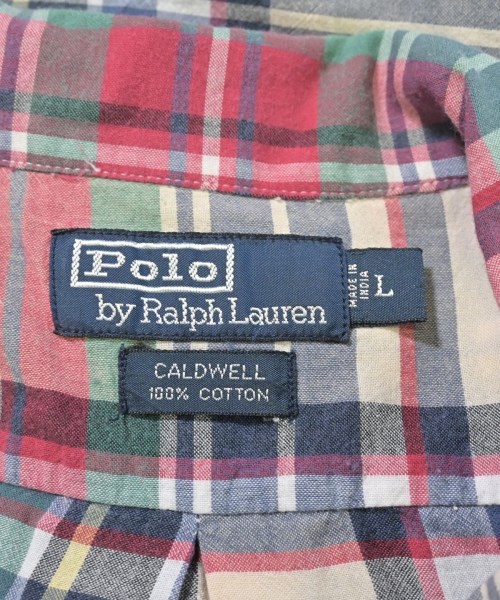 Polo
by Ralph Lauren
MADE IN
INDIA
L
CALDWELL
100% COTTON